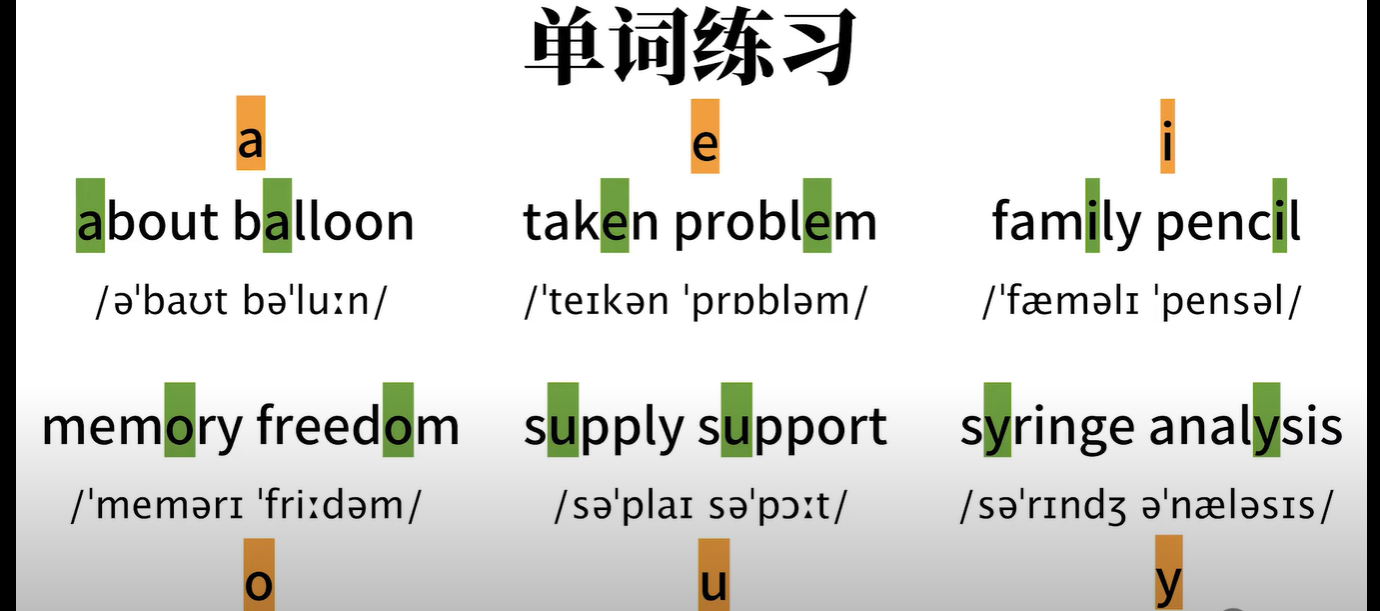 单词练习
a e i
about balloon taken problem family pencil
/əˈbaʊt bəˈluːn/ /ˈteɪkən ˈprɒbləm/ /ˈfæməlɪ ˈpensəl/
memory freedom supply support syringe analysis
/ˈmemərɪ ˈfriːdəm/ /səˈplaɪ səˈpɔːt/ /səˈrɪndʒ əˈnæləsɪs/
o u y